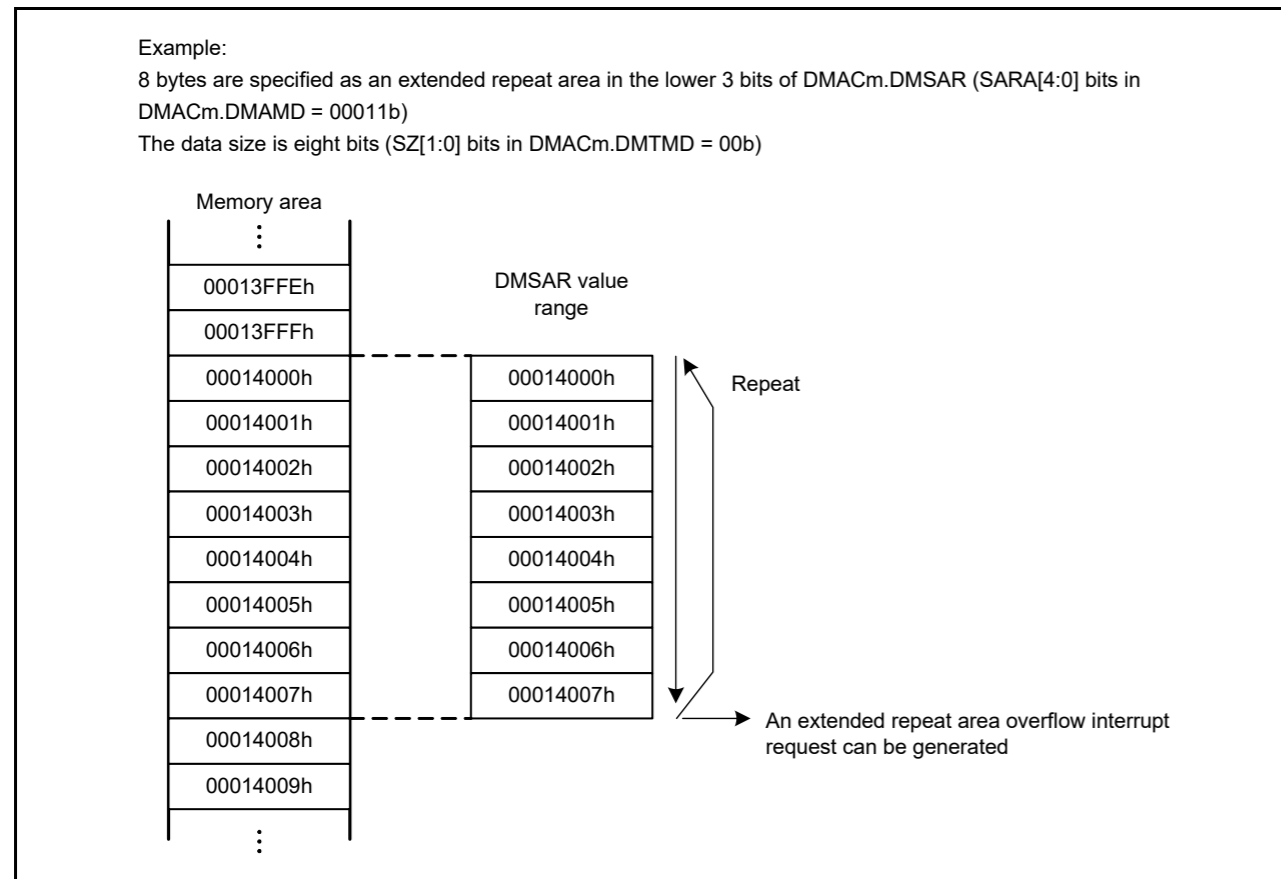 Example:
8 bytes are specified as an extended repeat area in the lower 3 bits of DMACm.DMSAR (SARA[4:0] bits in
DMACm.DMAMD = 00011b)
The data size is eight bits (SZ[1:0] bits in DMACm.DMTMD = 00b)
Memory area
⋮
00013FFEh
00013FFFh
00014000h
00014001h
00014002h
00014003h
00014004h
00014005h
00014006h
00014007h
00014008h
00014009h
⋮
DMSAR value
range
00014000h
00014001h
00014002h
00014003h
00014004h
00014005h
00014006h
00014007h
Repeat
An extended repeat area overflow interrupt
request can be generated